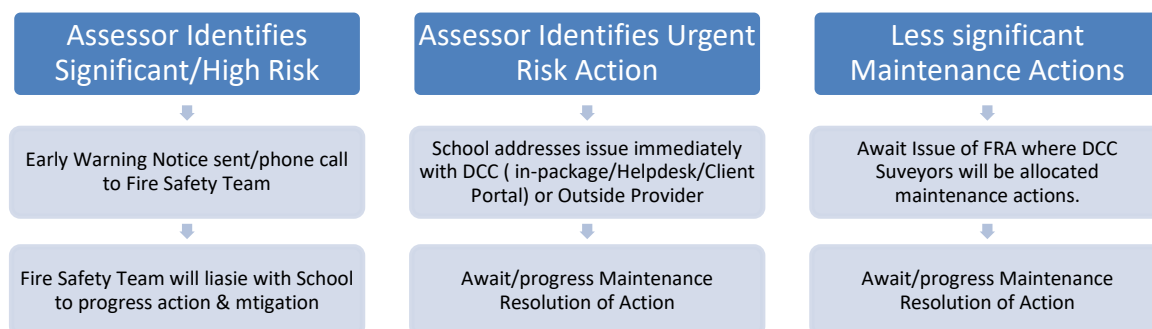 Assessor Identifies
Significant/High Risk
Early Warning Notice sent/phone call
to Fire Safety Team
Fire Safety Team will liasie with School
to progress action & mtigation
Assessor Identifies Urgent
Risk Action
School addresses issue immediately
with DCC ( in-package/Helpdesk/Client
Portal) or Outside Provider
Await/progress Maintenance
Resolution of Action
Less significant
Maintenance Actions
Await Issue of FRA where DCC
Suveyors will be allocated
maintenance actions.
Await/progress Maintenance
Resolution of Action